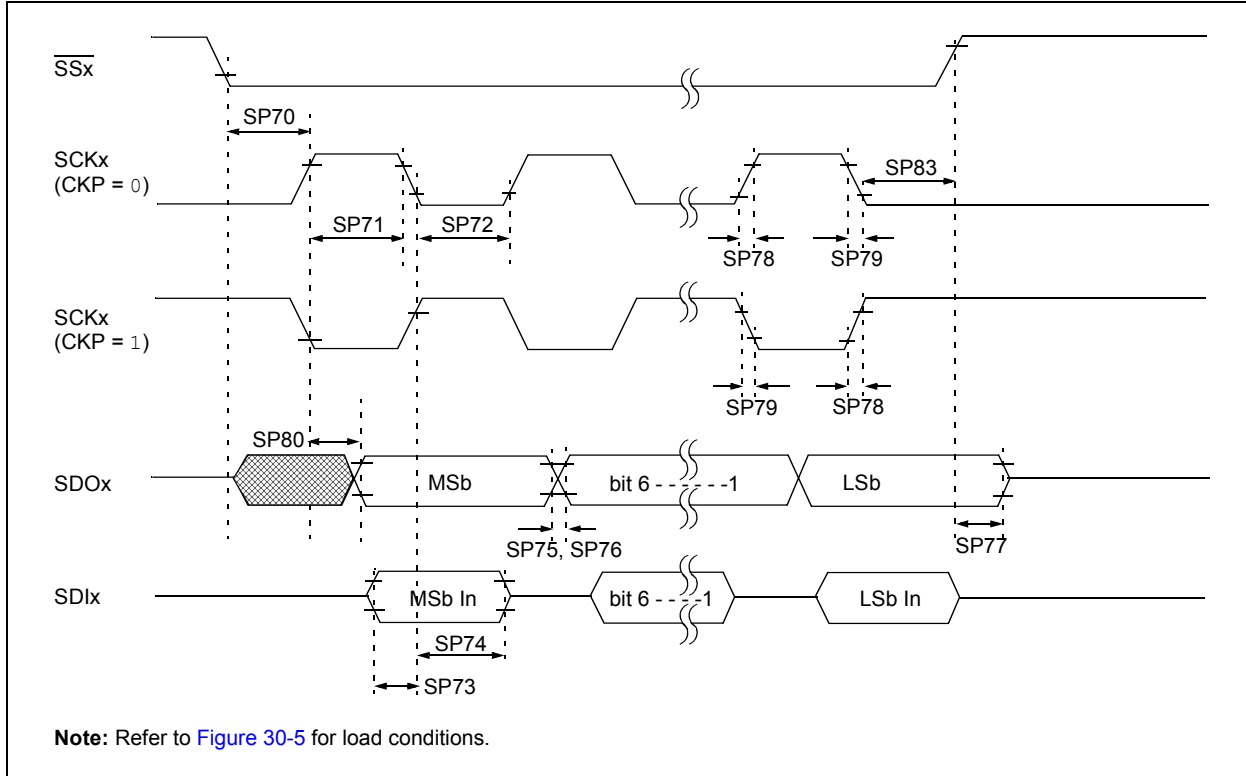 SSx
SP70
SCKx
(CKP = 0)
SP83
SP71
SP72
SP78
SP79
SCKx
(CKP = 1)
SP79
SP78
SP80
SDOx
MSb
bit 6 - - - - - -1
LSb
SP75, SP76
SP77
SDIx
MSb In
bit 6 - - - -1
LSb In
SP74
SP73
Note: Refer to Figure 30-5 for load conditions.